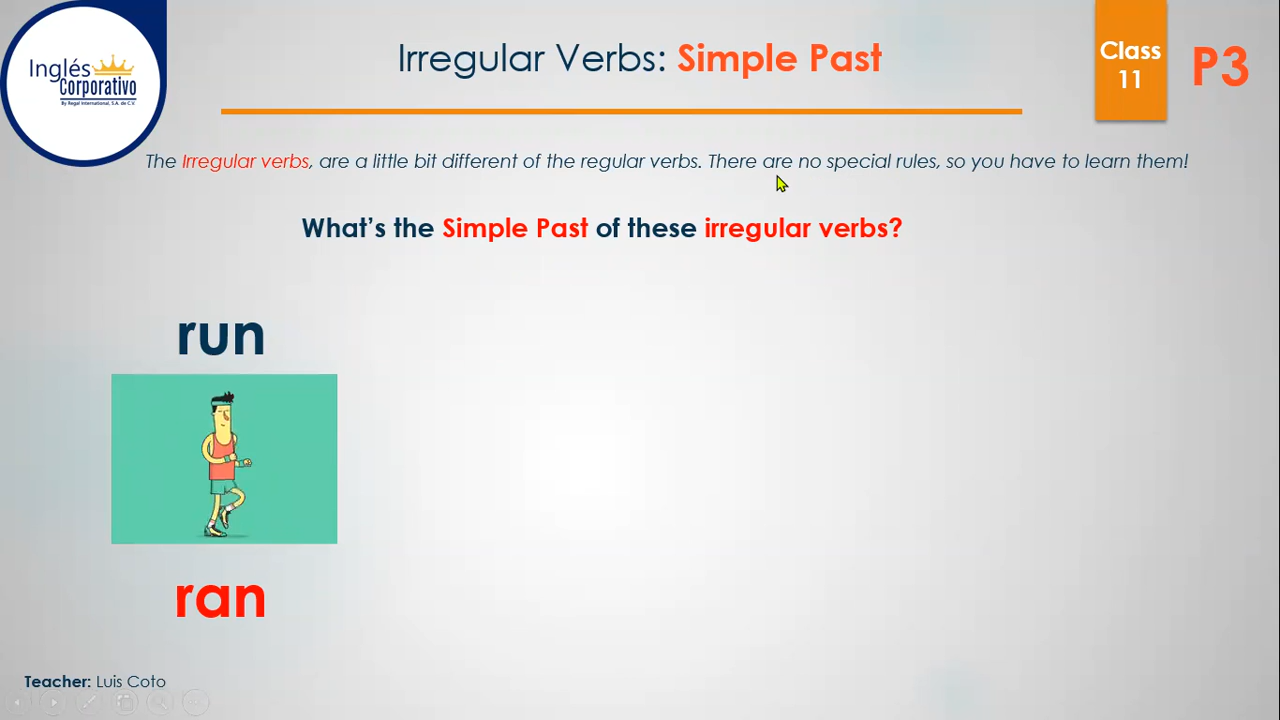 Inglés
Corporativo
By Regal International, S.A. de C.V.
Irregular Verbs: Simple Past
Class
11
P3
The Irregular verbs, are a little bit different of the regular verbs. There are no special rules, so you have to learn them!
What's the Simple Past of these irregular verbs?
run
ran
Teacher: Luis Coto